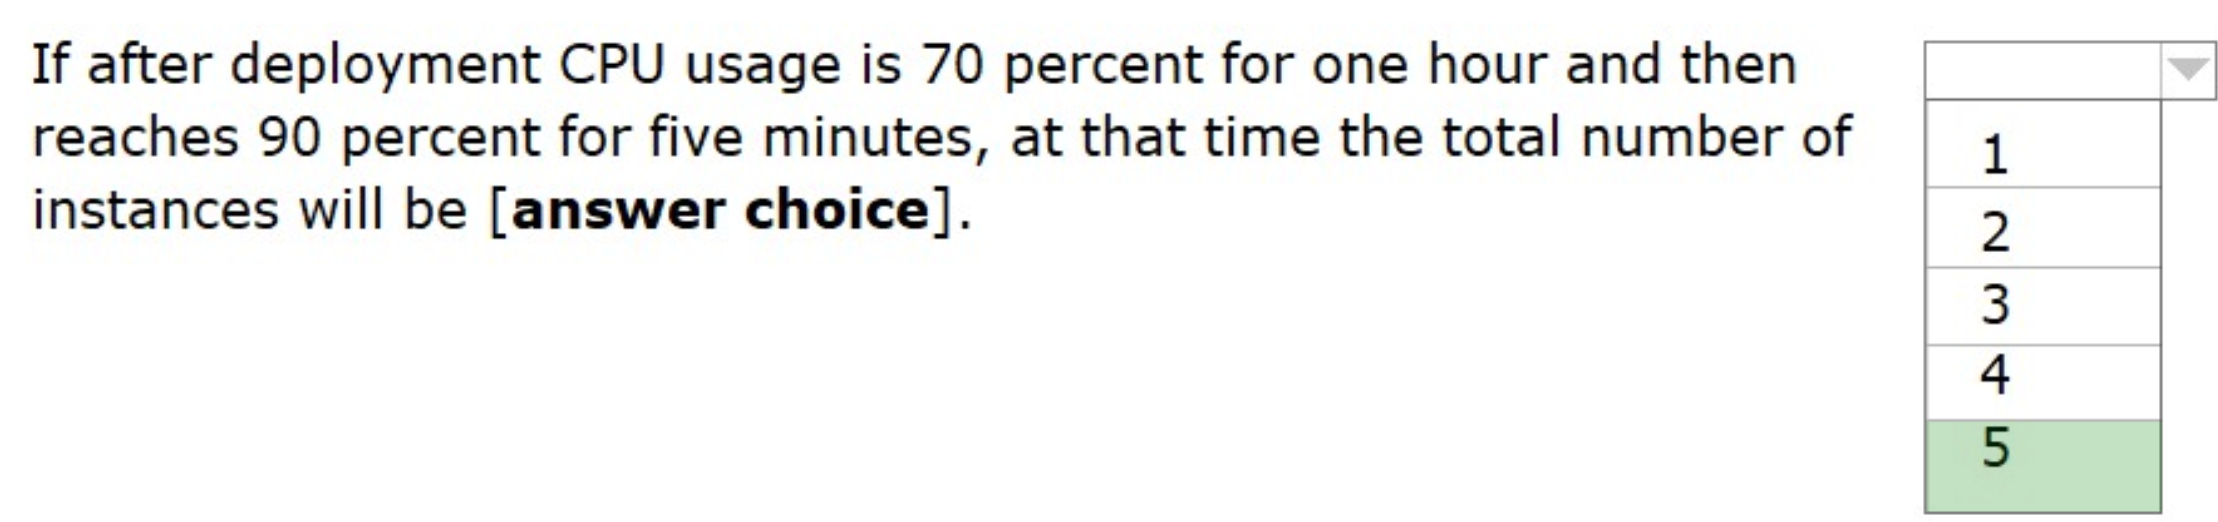 If after deployment CPU usage is 70 percent for one hour and then
reaches 90 percent for five minutes, at that time the total number of
instances will be [answer choice].
1
2
3
4
5